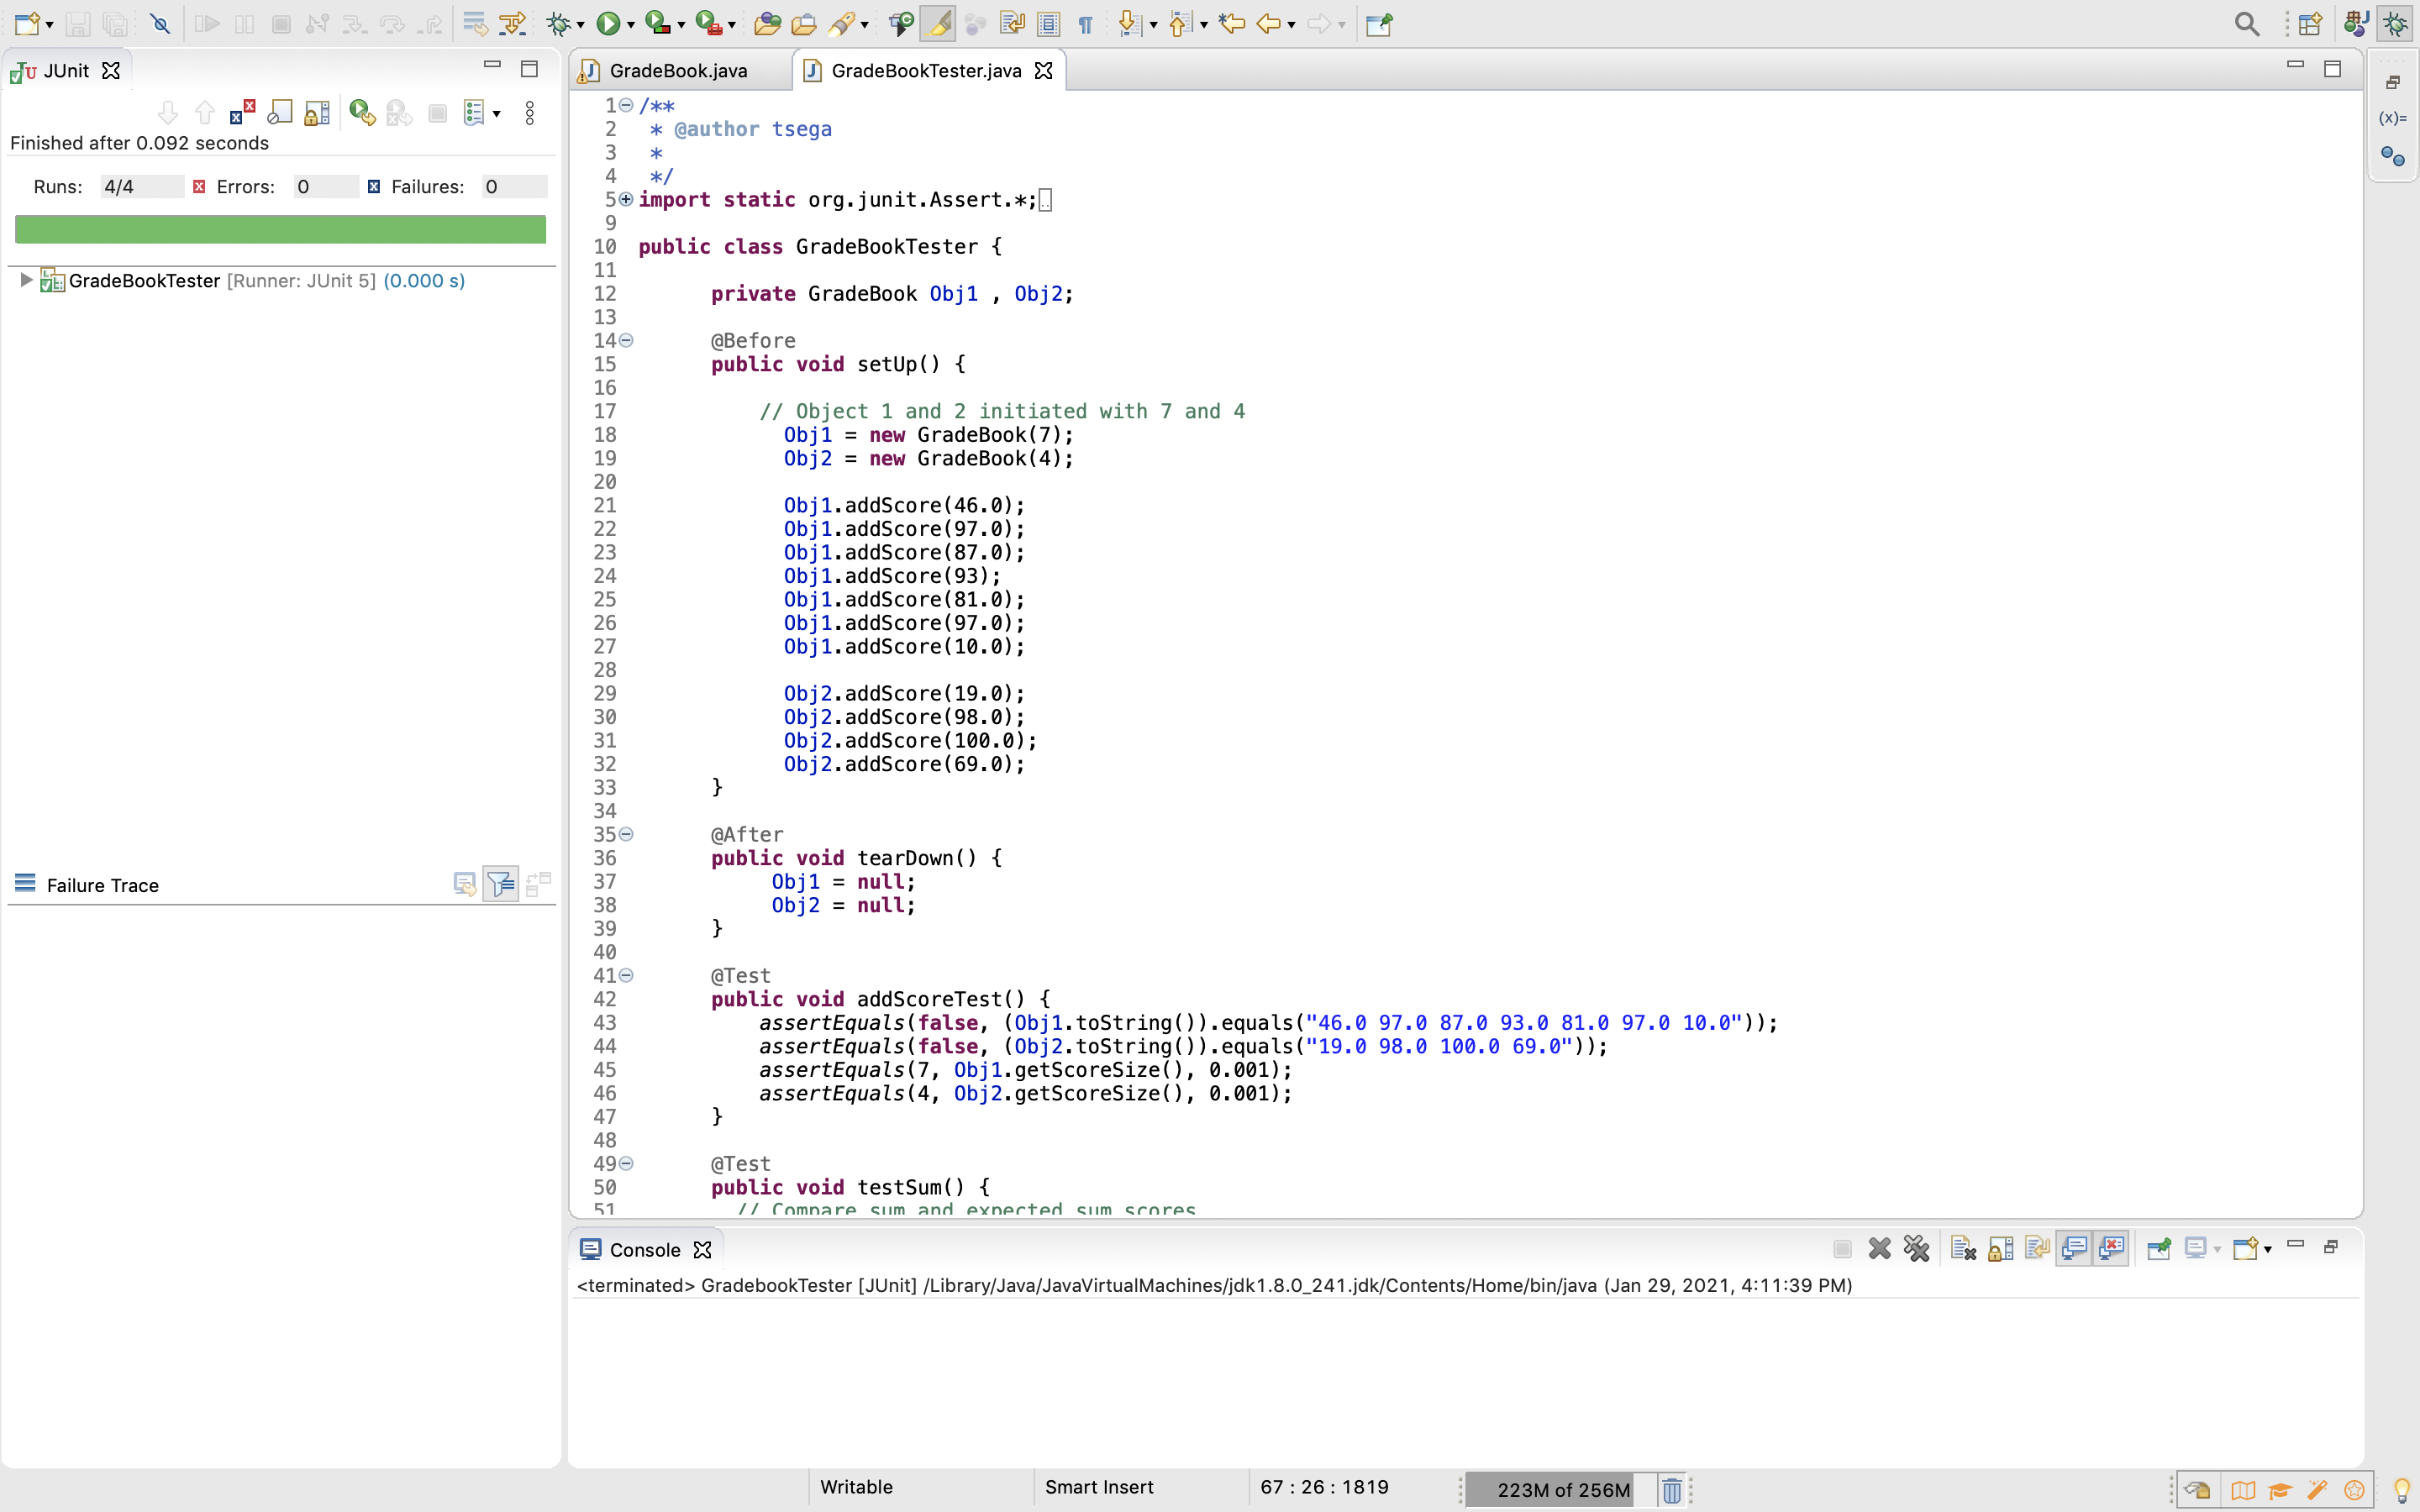 JUnit
Finished after 0.092 seconds
Runs: 4/4 Errors: 0 Failures: 0
GradeBookTester [Runner: JUnit 5] (0.000 s)
Failure Trace
GradeBook.java GradeBookTester.java
1 /**
2 * @author tsega
3 *
4 */
5 import static org.junit.Assert.*;
9
10 public class GradeBookTester {
11
12 private GradeBook Obj1 , Obj2;
13
14 @Before
15 public void setUp() {
16
17 // Object 1 and 2 initiated with 7 and 4
18 Obj1 = new GradeBook(7);
19 Obj2 = new GradeBook(4);
20
21 Obj1.addScore(46.0);
22 Obj1.addScore(97.0);
23 Obj1.addScore(87.0);
24 Obj1.addScore(93);
25 Obj1.addScore(81.0);
26 Obj1.addScore(97.0);
27 Obj1.addScore(10.0);
28
29 Obj2.addScore(19.0);
30 Obj2.addScore(98.0);
31 Obj2.addScore(100.0);
32 Obj2.addScore(69.0);
33 }
34
35 @After
36 public void tearDown() {
37 Obj1 = null;
38 Obj2 = null;
39 }
40
41 @Test
42 public void addScoreTest() {
43 assertEquals(false, (Obj1.toString()).equals("46.0 97.0 87.0 93.0 81.0 97.0 10.0"));
44 assertEquals(false, (Obj2.toString()).equals("19.0 98.0 100.0 69.0"));
45 assertEquals(7, Obj1.getScoreSize(), 0.001);
46 assertEquals(4, Obj2.getScoreSize(), 0.001);
47 }
48
49 @Test
50 public void testSum() {
51 // Compare sum and expected sum scores
(x)=
Console
<terminated> GradebookTester [JUnit] /Library/Java/JavaVirtualMachines/jdk1.8.0_241.jdk/Contents/Home/bin/java (Jan 29, 2021, 4:11:39 PM)
Writable Smart Insert 67 : 26 : 1819 223M of 256M